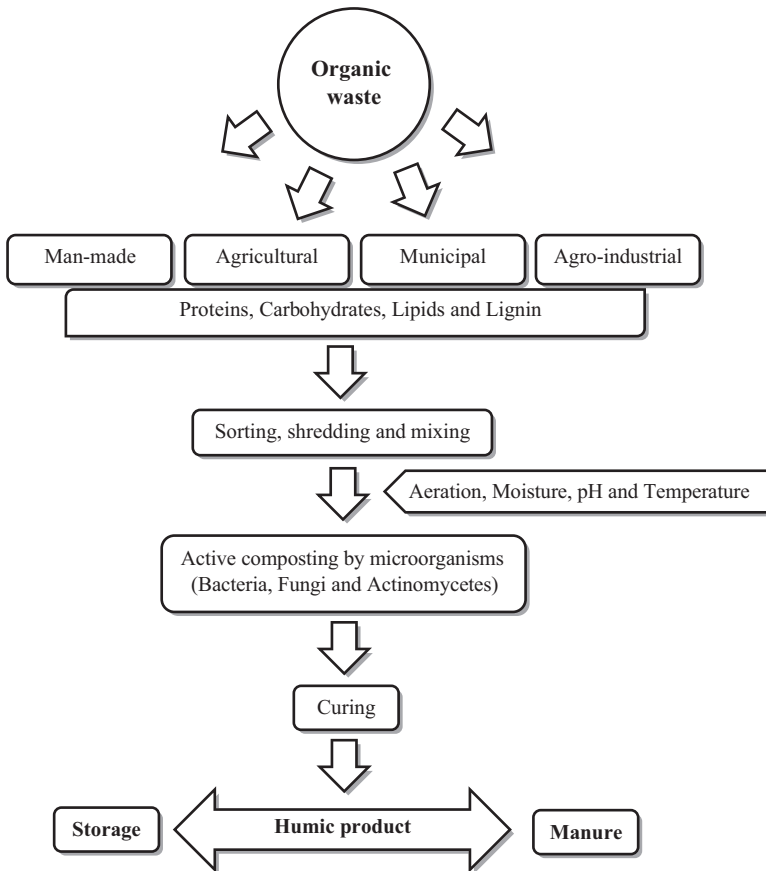 Organic
waste
Man-made
Agricultural
Municipal
Agro-industrial
Proteins, Carbohydrates, Lipids and Lignin
Sorting, shredding and mixing
Aeration, Moisture, pH and Temperature
Active composting by microorganisms
(Bacteria, Fungi and Actinomycetes)
Curing
Storage
Humic product
Manure